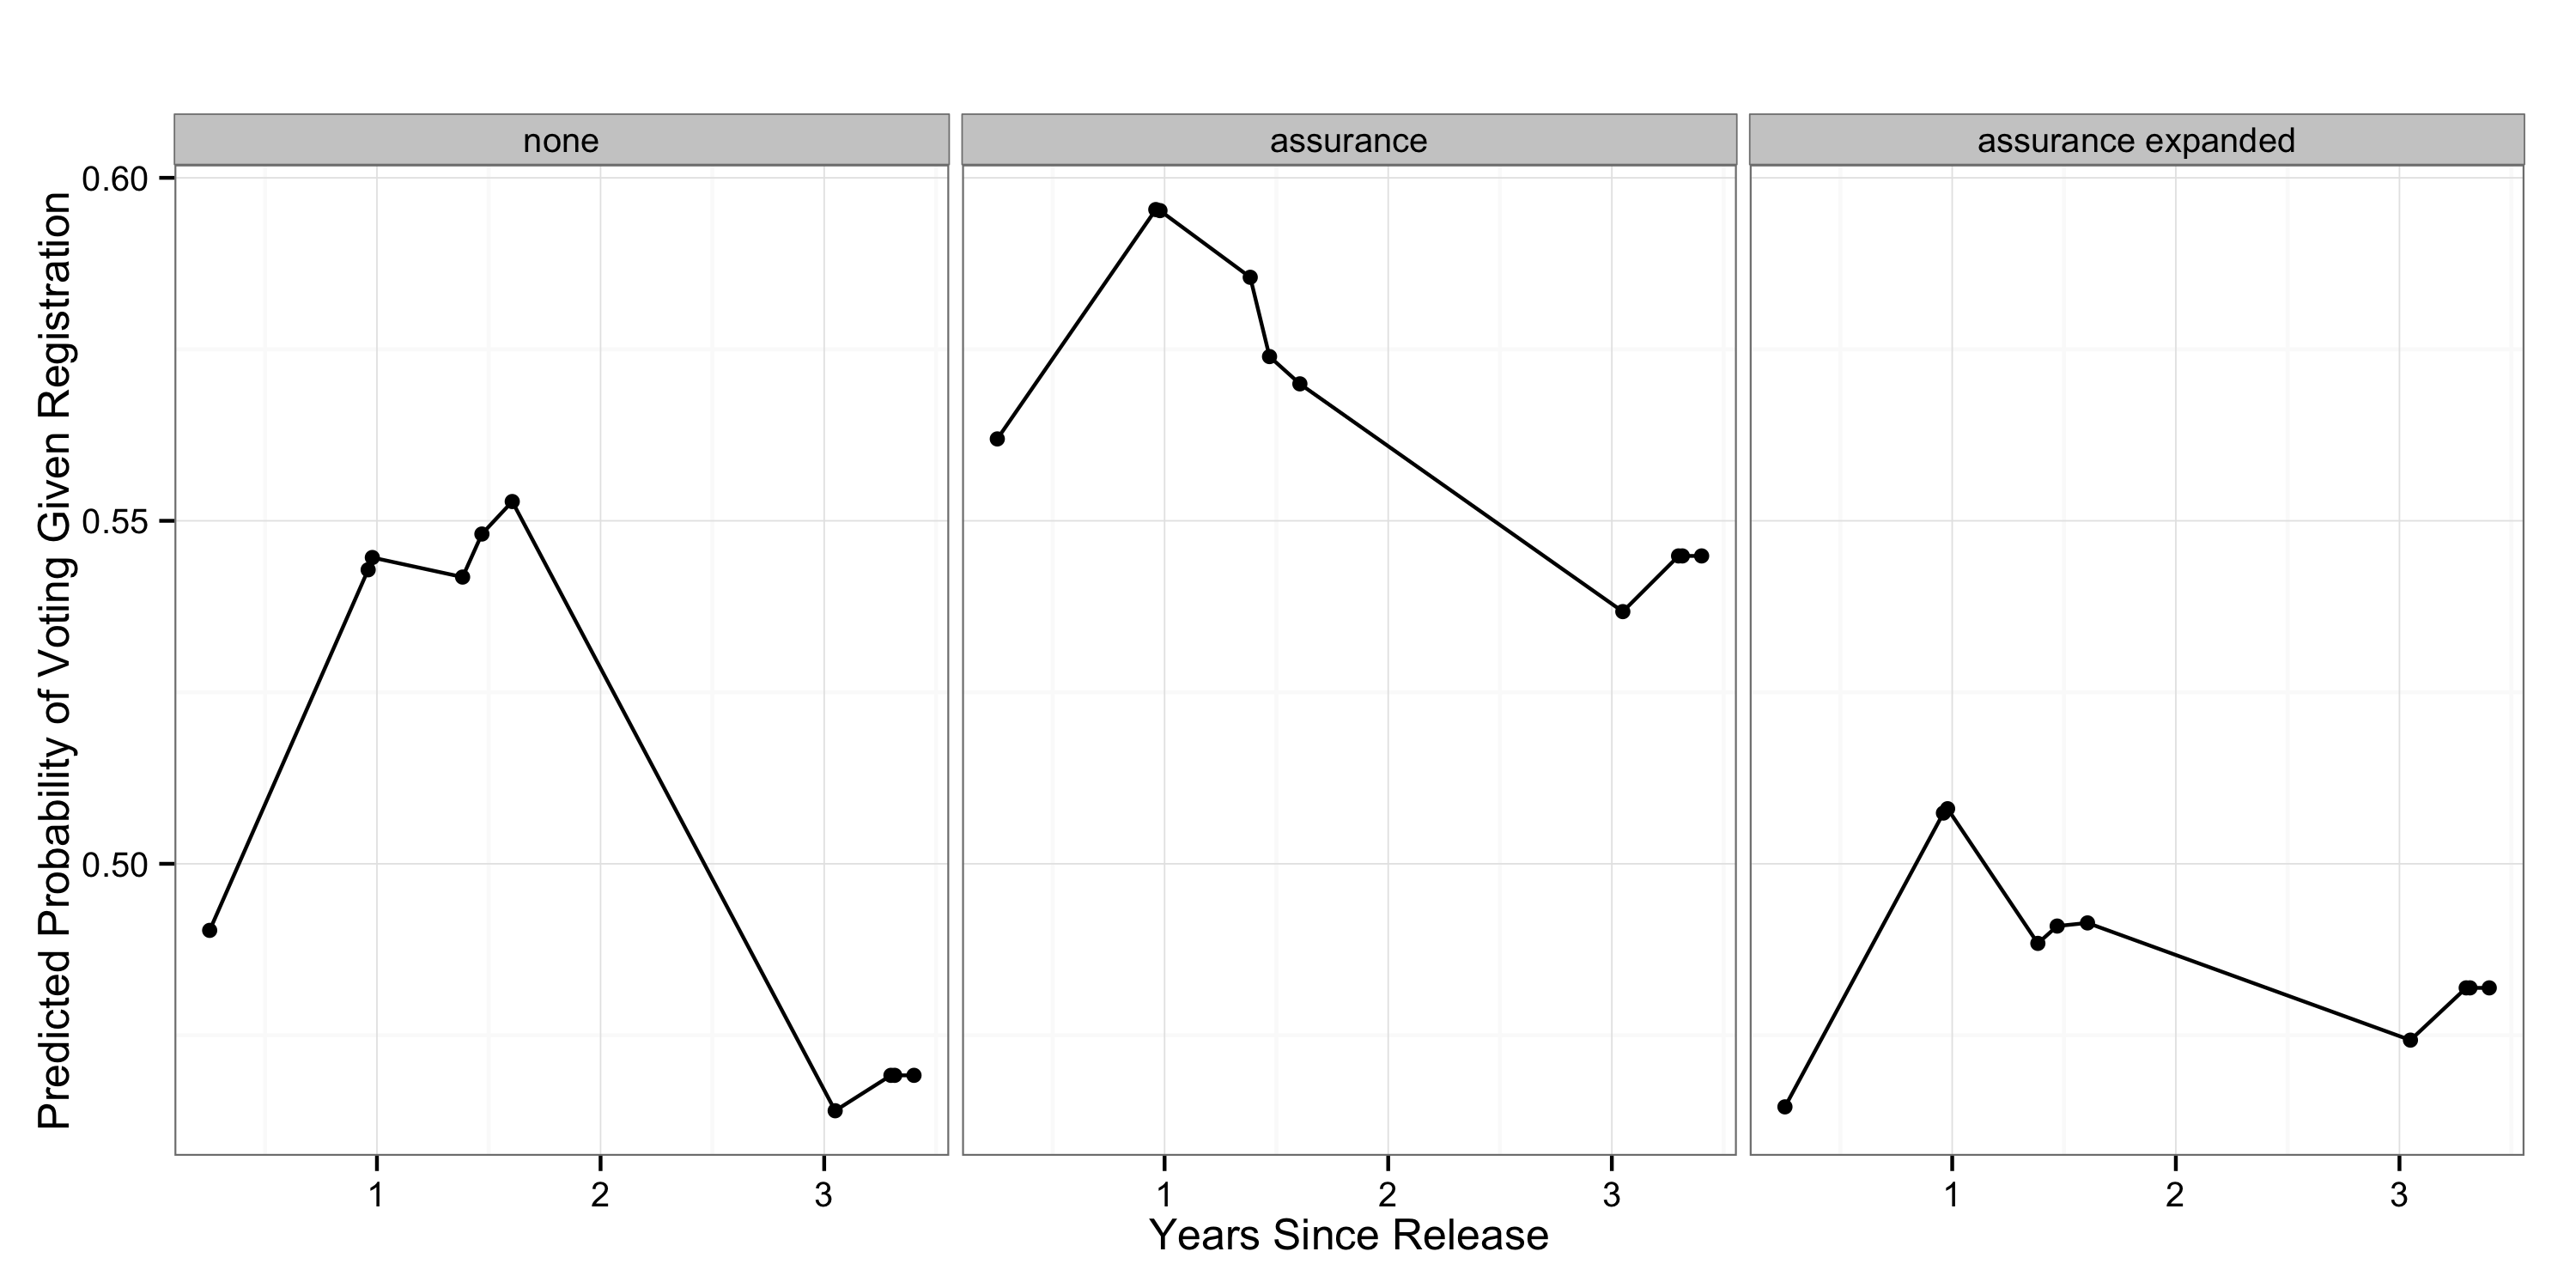 none
assurance
assurance expanded
Predicted Probability of Voting Given Registration
0.60
0.55
0.50
1 2 3
1 2 3
1 2 3
Years Since Release